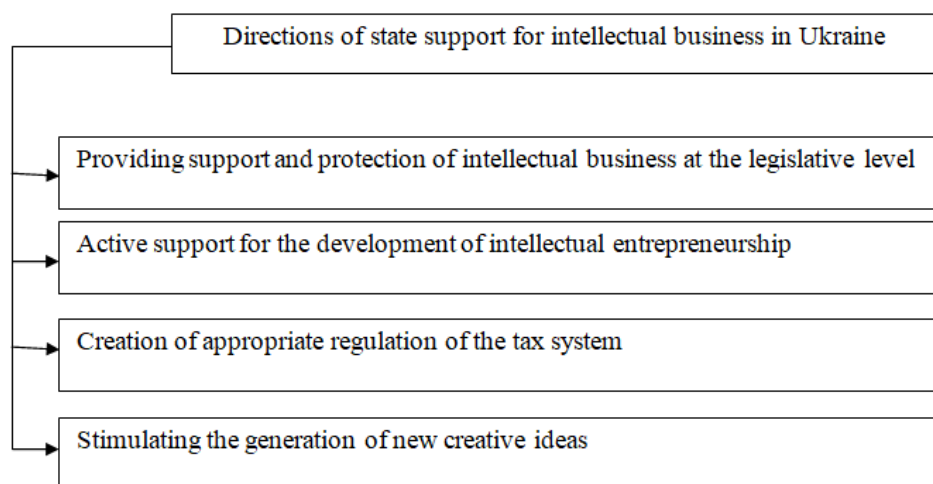 Directions of state support for intellectual business in Ukraine
Providing support and protection of intellectual business at the legislative level
Active support for the development of intellectual entrepreneurship
Creation of appropriate regulation of the tax system
Stimulating the generation of new creative ideas